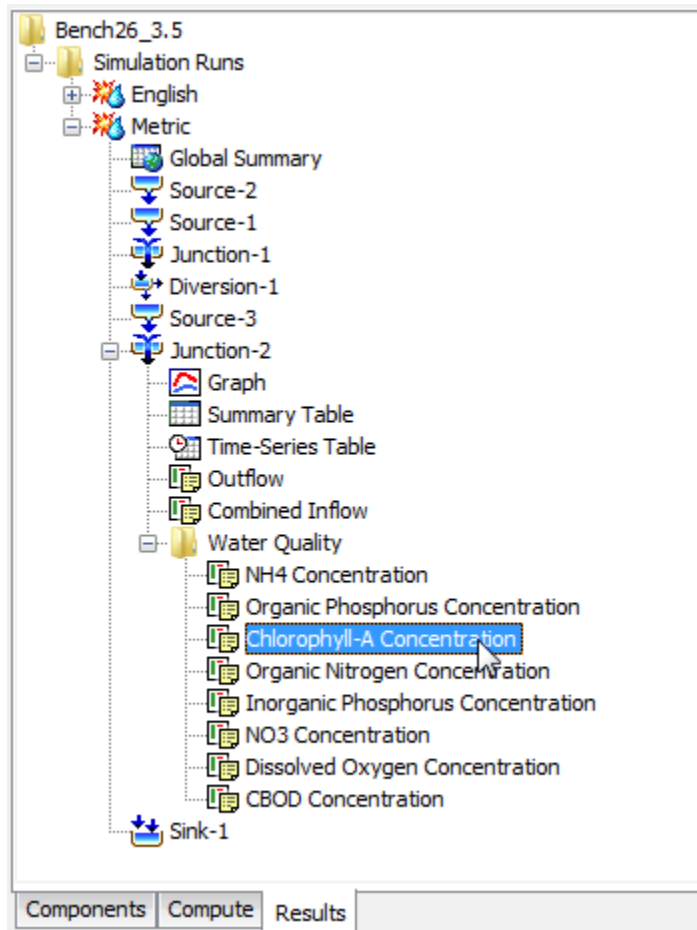 Bench26_3.5
Simulation Runs
English
Metric
Global Summary
Source-2
Source-1
Junction-1
Diversion-1
Source-3
Junction-2
Graph
Summary Table
Time-Series Table
Outflow
Combined Inflow
Water Quality
NH4 Concentration
Organic Phosphorus Concentration
Chlorophyll-A Concentration
Organic Nitrogen Concentration
Inorganic Phosphorus Concentration
NO3 Concentration
Dissolved Oxygen Concentration
CBOD Concentration
Sink-1
Components Compute Results